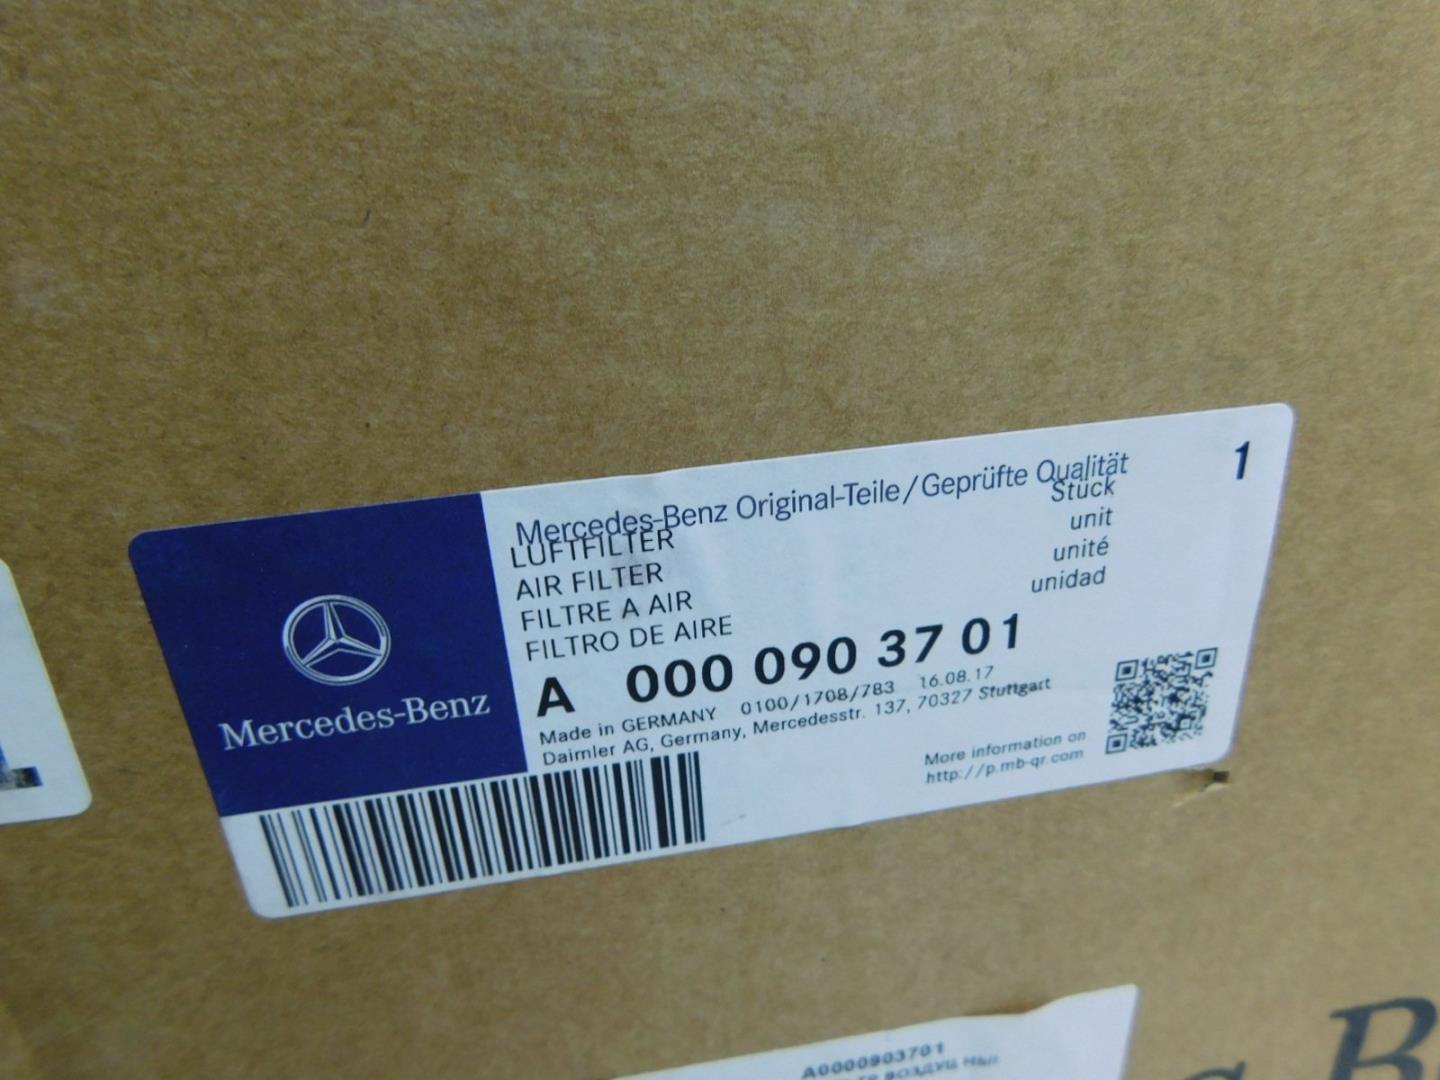 Mercedes-Benz
Mercedes-Benz Original-Teile/Geprüfte Qualität
LUFTFILTER
AIR FILTER
FILTRE A AIR
FILTRO DE AIRE
Stück
unit
unité
unidad
1
A 000 090 37 01
Made in GERMANY 0100/1708/783 16.08.17
Daimler AG, Germany, Mercedesstr. 137, 70327 Stuttgart
More information on
http://p.mb-qr.com
A0000903701